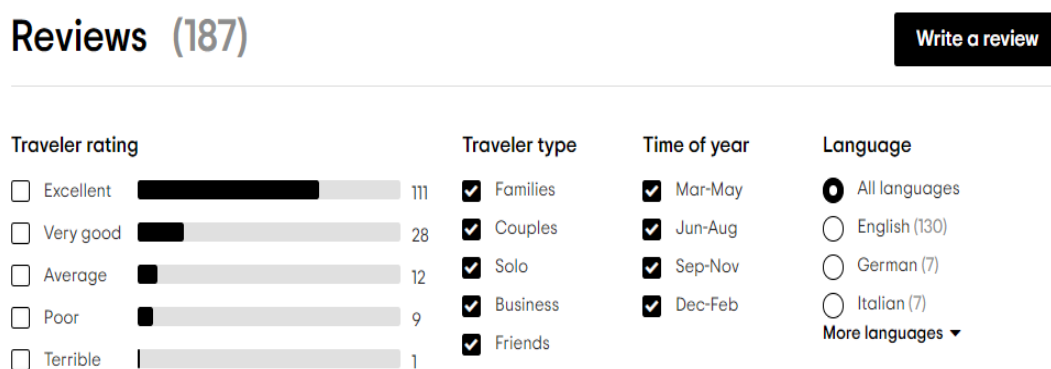 Reviews (187)
Write a review
Traveler rating
Excellent 111
Very good 28
Average 12
Poor 9
Terrible 1
Traveler type
Families
Couples
Solo
Business
Friends
Time of year
Mar-May
Jun-Aug
Sep-Nov
Dec-Feb
Language
All languages
English (130)
German (7)
Italian (7)
More languages